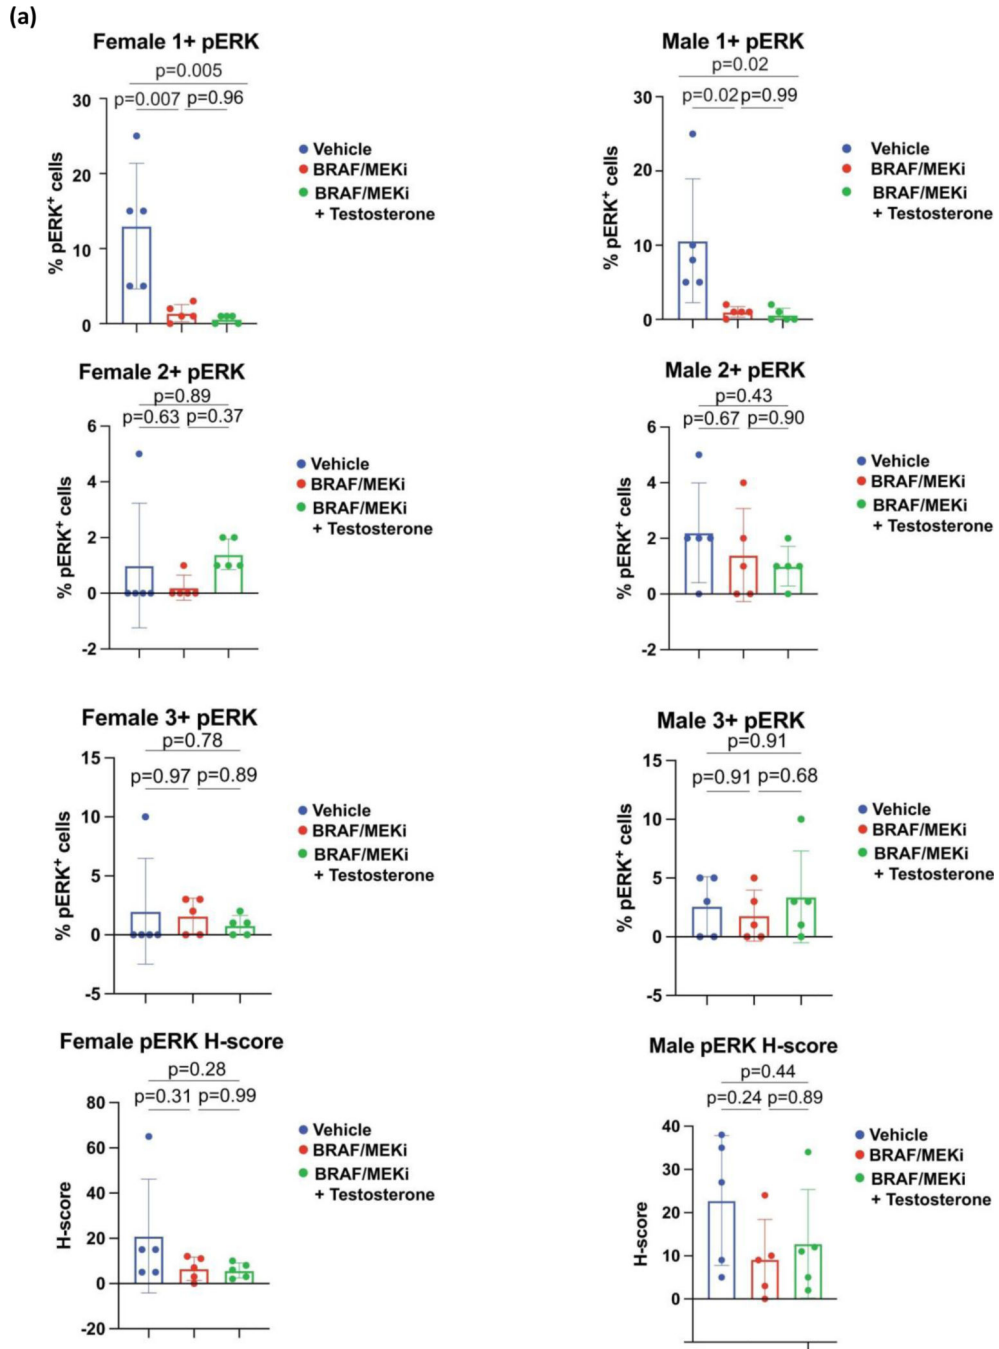 (a)
Female 1+ pERK
p=0.005
p=0.007 p=0.96
30
20
10
0
% pERK+ cells
Vehicle
BRAF/MEKi
BRAF/MEKi
+ Testosterone
Male 1+ pERK
p=0.02
p=0.02 p=0.99
30
20
10
0
% pERK+ cells
Vehicle
BRAF/MEKi
BRAF/MEKi
+ Testosterone
Female 2+ pERK
p=0.89
p=0.63 p=0.37
6
4
2
0
-2
% pERK+ cells
Vehicle
BRAF/MEKi
BRAF/MEKi
+ Testosterone
Male 2+ pERK
p=0.43
p=0.67 p=0.90
6
4
2
0
-2
% pERK+ cells
Vehicle
BRAF/MEKi
BRAF/MEKi
+ Testosterone
Female 3+ pERK
p=0.78
p=0.97 p=0.89
15
10
5
0
-5
% pERK+ cells
Vehicle
BRAF/MEKi
BRAF/MEKi
+ Testosterone
Male 3+ pERK
p=0.91
p=0.91 p=0.68
15
10
5
0
-5
% pERK+ cells
Vehicle
BRAF/MEKi
BRAF/MEKi
+ Testosterone
Female pERK H-score
p=0.28
p=0.31 p=0.99
80
60
40
20
0
-20
H-score
Vehicle
BRAF/MEKi
BRAF/MEKi
+ Testosterone
Male pERK H-score
p=0.44
p=0.24 p=0.89
40
30
20
10
0
H-score
Vehicle
BRAF/MEKi
BRAF/MEKi
+ Testosterone